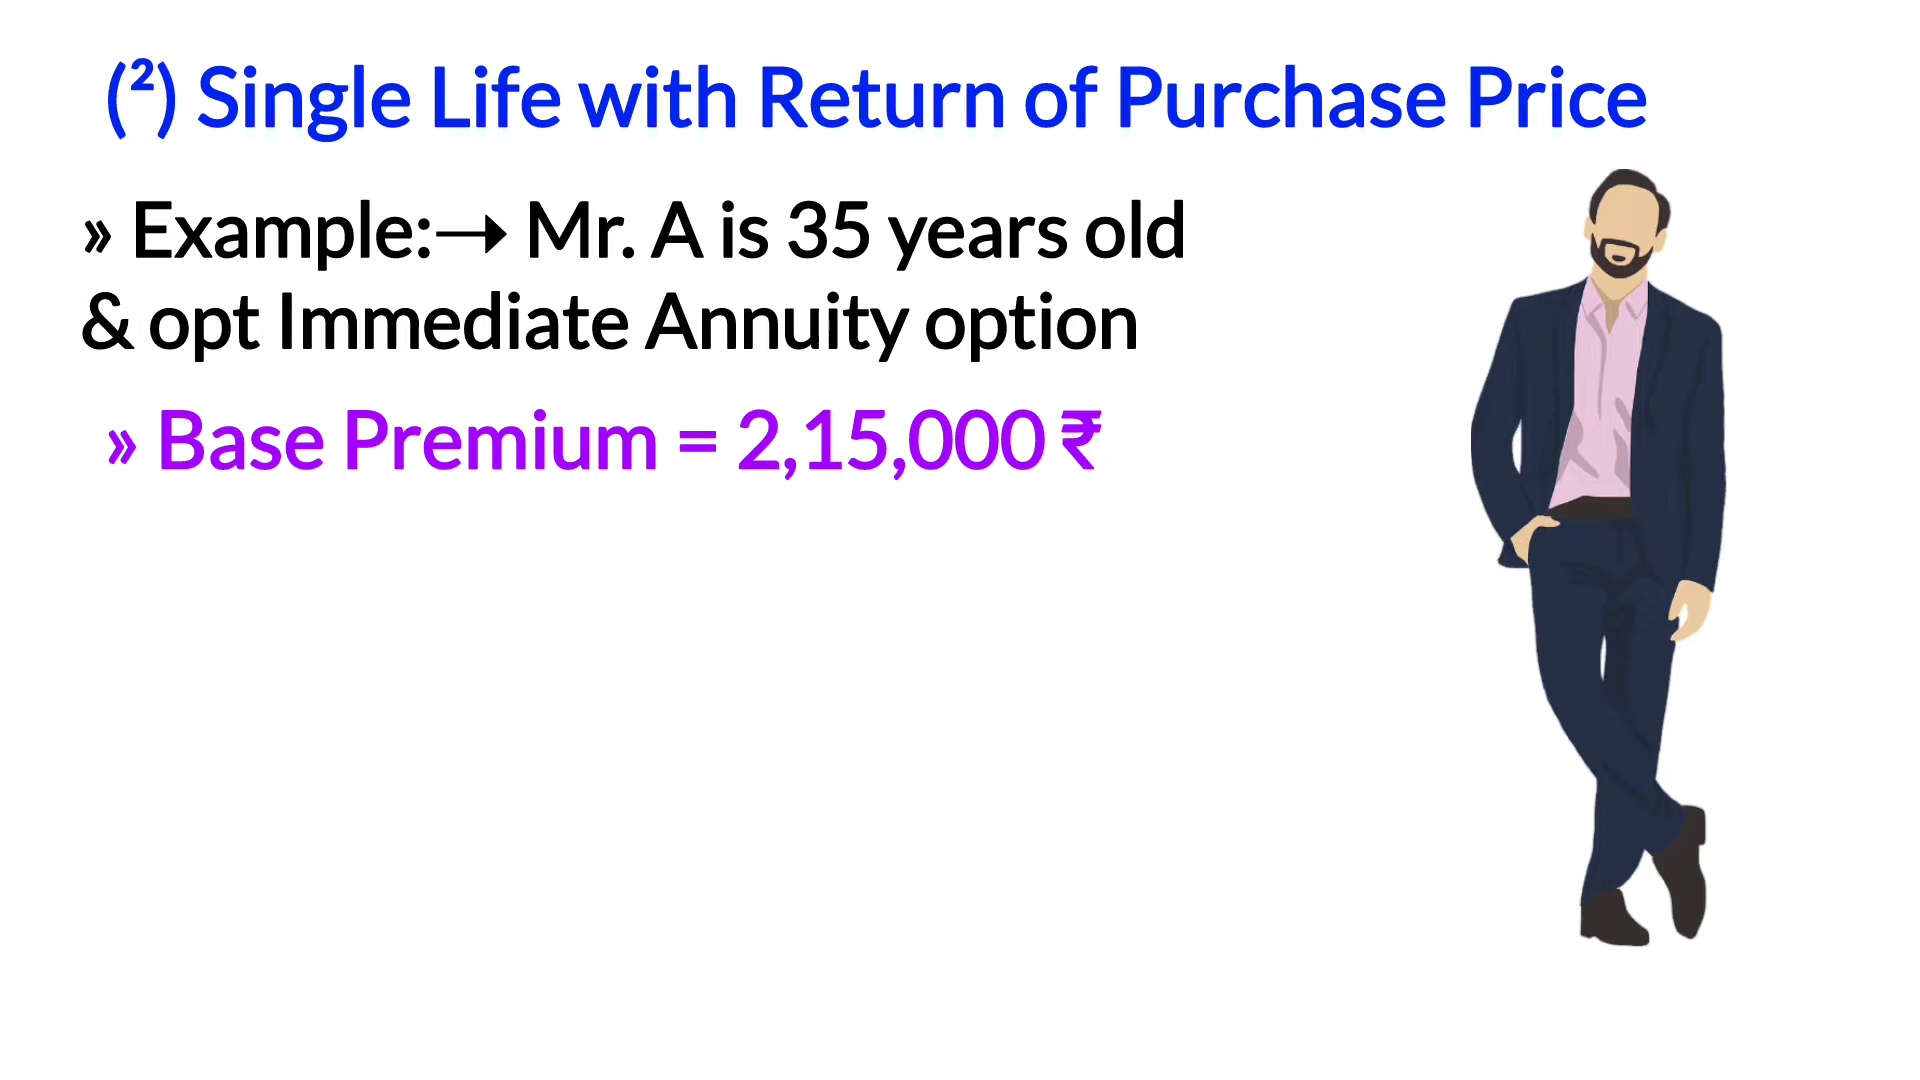 (²) Single Life with Return of Purchase Price
» Example:→ Mr. A is 35 years old
& opt Immediate Annuity option
» Base Premium = 2,15,000 ₹